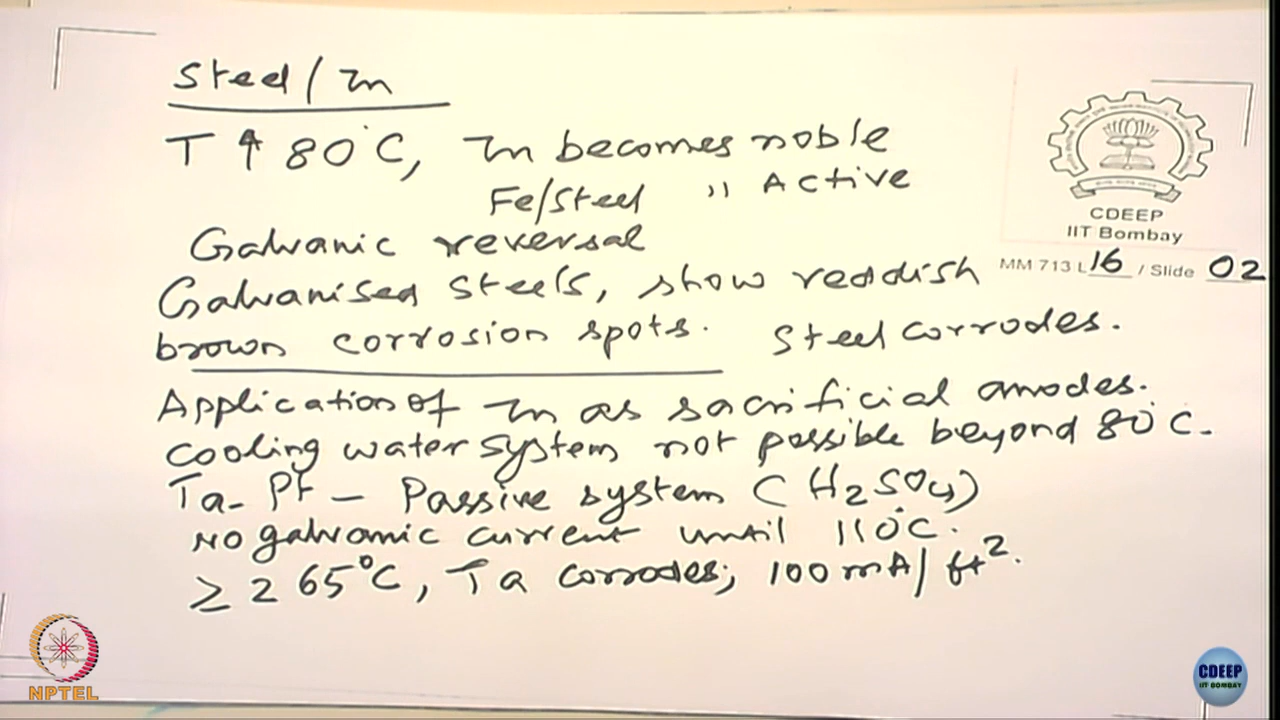 Steel/Zn
T ↑ 80°C, Zn becomes noble
Fe/Steel " Active
Galvanic reversal
Galvanised steels, show reddish
brown corrosion spots. Steel corrodes.
Application of Zn as sacrificial anodes.
cooling water system not possible beyond 80°C.
Ta-Pt - Passive system (H2SO4)
No galvanic current until 110°C.
≥ 265°C, Ta corrodes; 100 mA/ft².
CDEEP
IIT Bombay
MM 713 L 16 / Slide 02
NPTEL
CDEEP
IIT BOMBAY